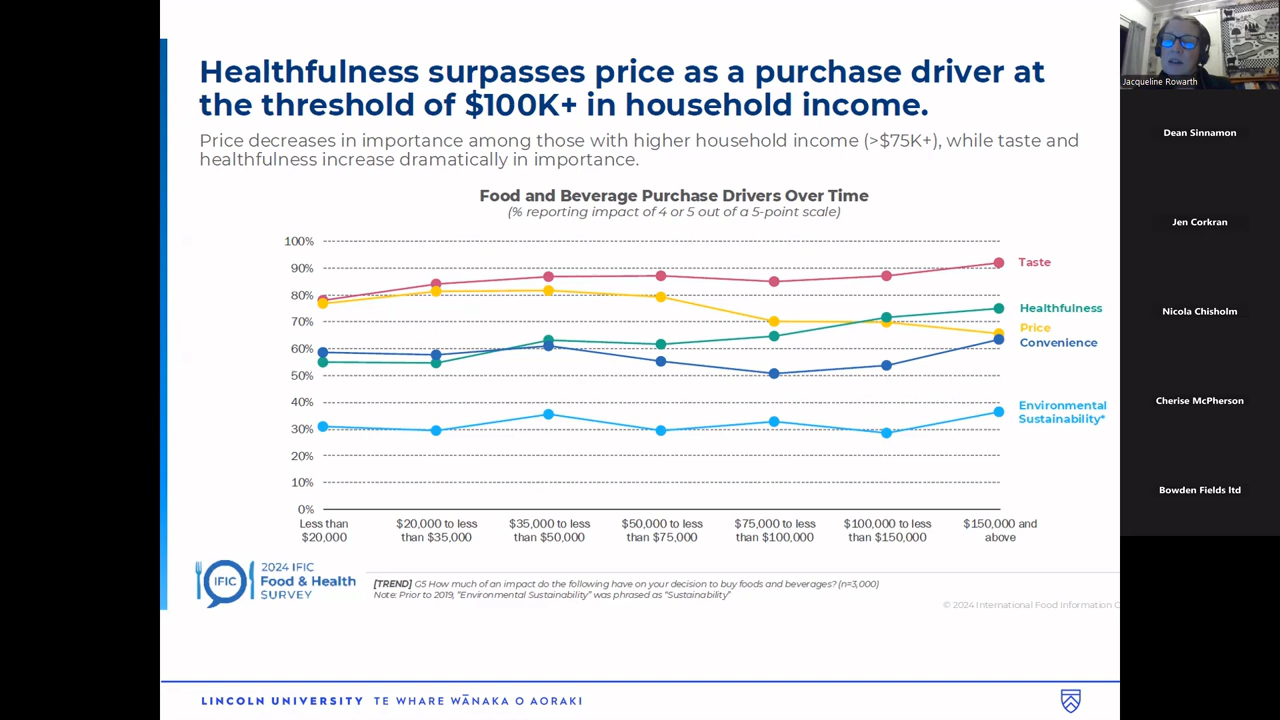 Healthfulness surpasses price as a purchase driver at
the threshold of $100K+ in household income.
Price decreases in importance among those with higher household income (>$75K+), while taste and
healthfulness increase dramatically in importance.
Food and Beverage Purchase Drivers Over Time
(% reporting impact of 4 or 5 out of a 5-point scale)
100%
90%
80%
70%
60%
50%
40%
30%
20%
10%
0%
Taste
Healthfulness
Price
Convenience
Environmental
Sustainability*
Less than
$20,000
$20,000 to less
than $35,000
$35,000 to less
than $50,000
$50,000 to less
than $75,000
$75,000 to less
than $100,000
$100,000 to less
than $150,000
$150,000 and
above
IFIC
2024 IFIC
Food & Health
SURVEY
[TREND] G5 How much of an impact do the following have on your decision to buy foods and beverages? (n=3,000)
Note: Prior to 2019, "Environmental Sustainability" was phrased as "Sustainability"
© 2024 International Food Information
LINCOLN UNIVERSITY TE WHARE WĀNAKA O AORAKI
Jacqueline Rowarth
Dean Sinnamon
Jen Corkran
Nicola Chisholm
Cherise McPherson
Bowden Fields ltd